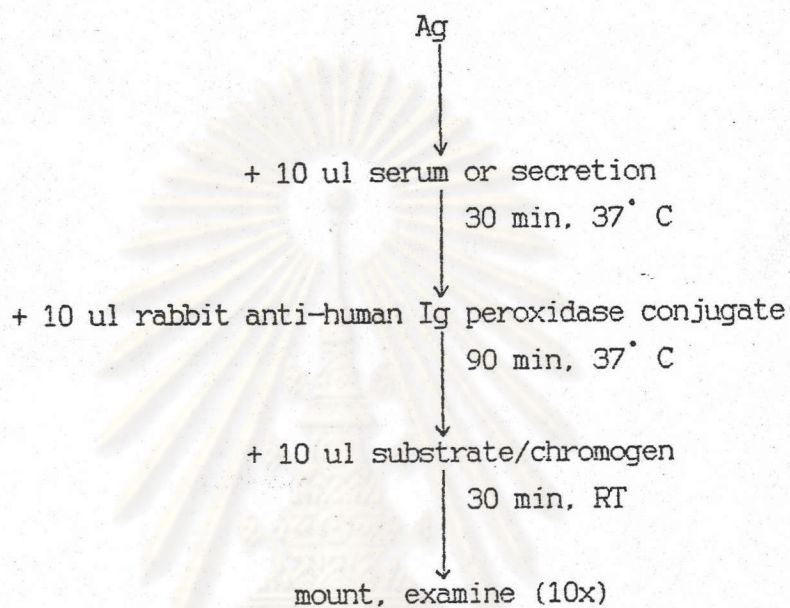 Ag
+ 10 ul serum or secretion
30 min, 37° C
+ 10 ul rabbit anti-human Ig peroxidase conjugate
90 min, 37° C
+ 10 ul substrate/chromogen
30 min, RT
mount, examine (10x)